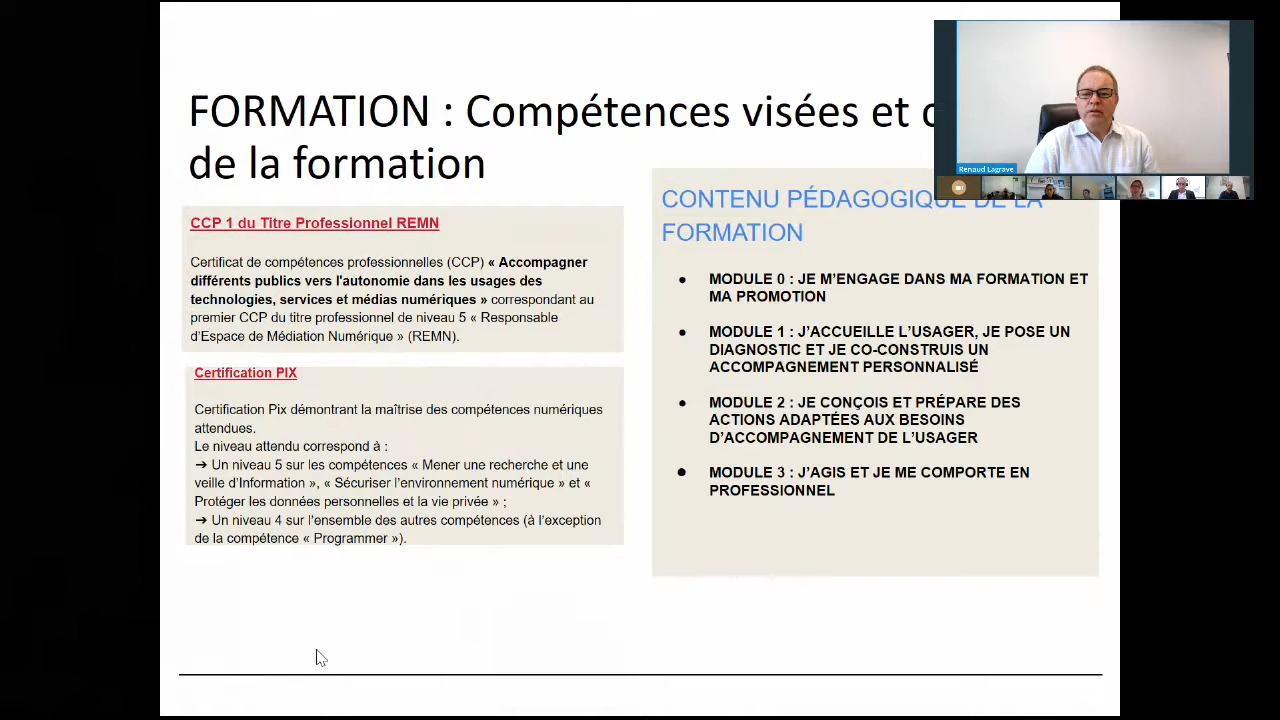 FORMATION : Compétences visées et
de la formation
CCP 1 du Titre Professionnel REMN
Certificat de compétences professionnelles (CCP) « Accompagner
différents publics vers l'autonomie dans les usages des
technologies, services et médias numériques » correspondant au
premier CCP du titre professionnel de niveau 5 « Responsable
d'Espace de Médiation Numérique » (REMN).
Certification PIX
Certification Pix démontrant la maîtrise des compétences numériques
attendues.
Le niveau attendu correspond à :
➔ Un niveau 5 sur les compétences « Mener une recherche et une
veille d'Information », « Sécuriser l'environnement numérique » et «
Protéger les données personnelles et la vie privée » ;
➔ Un niveau 4 sur l'ensemble des autres compétences (à l'exception
de la compétence « Programmer »).
CONTENU PÉDAGOGIQUE DE LA
FORMATION
● MODULE 0 : JE M'ENGAGE DANS MA FORMATION ET
MA PROMOTION
● MODULE 1 : J'ACCUEILLE L'USAGER, JE POSE UN
DIAGNOSTIC ET JE CO-CONSTRUIS UN
ACCOMPAGNEMENT PERSONNALISÉ
● MODULE 2 : JE CONÇOIS ET PRÉPARE DES
ACTIONS ADAPTÉES AUX BESOINS
D'ACCOMPAGNEMENT DE L'USAGER
● MODULE 3 : J'AGIS ET JE ME COMPORTE EN
PROFESSIONNEL
Renaud Lagrave